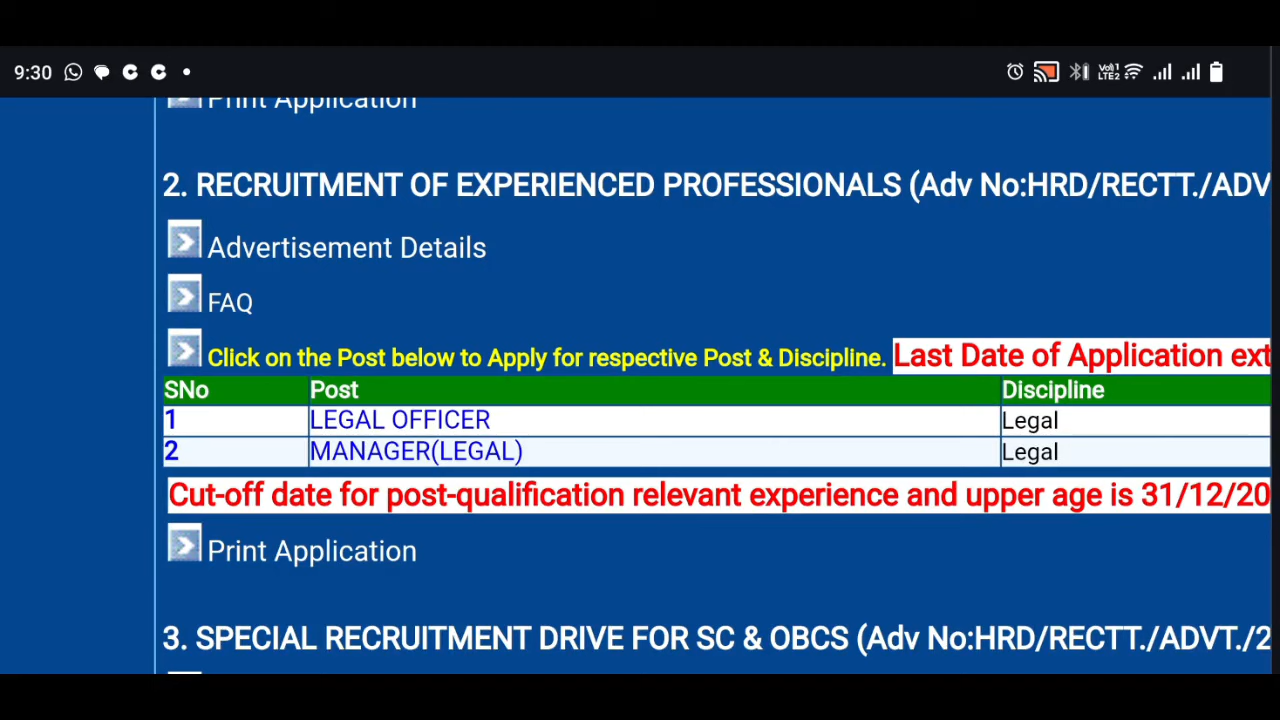 9:30
Print Application
2. RECRUITMENT OF EXPERIENCED PROFESSIONALS (Adv No:HRD/RECTT./ADV
Advertisement Details
FAQ
Click on the Post below to Apply for respective Post & Discipline. Last Date of Application ext
SNo Post Discipline
1 LEGAL OFFICER Legal
2 MANAGER(LEGAL) Legal
Cut-off date for post-qualification relevant experience and upper age is 31/12/20
Print Application
3. SPECIAL RECRUITMENT DRIVE FOR SC & OBCS (Adv No:HRD/RECTT./ADVT./2